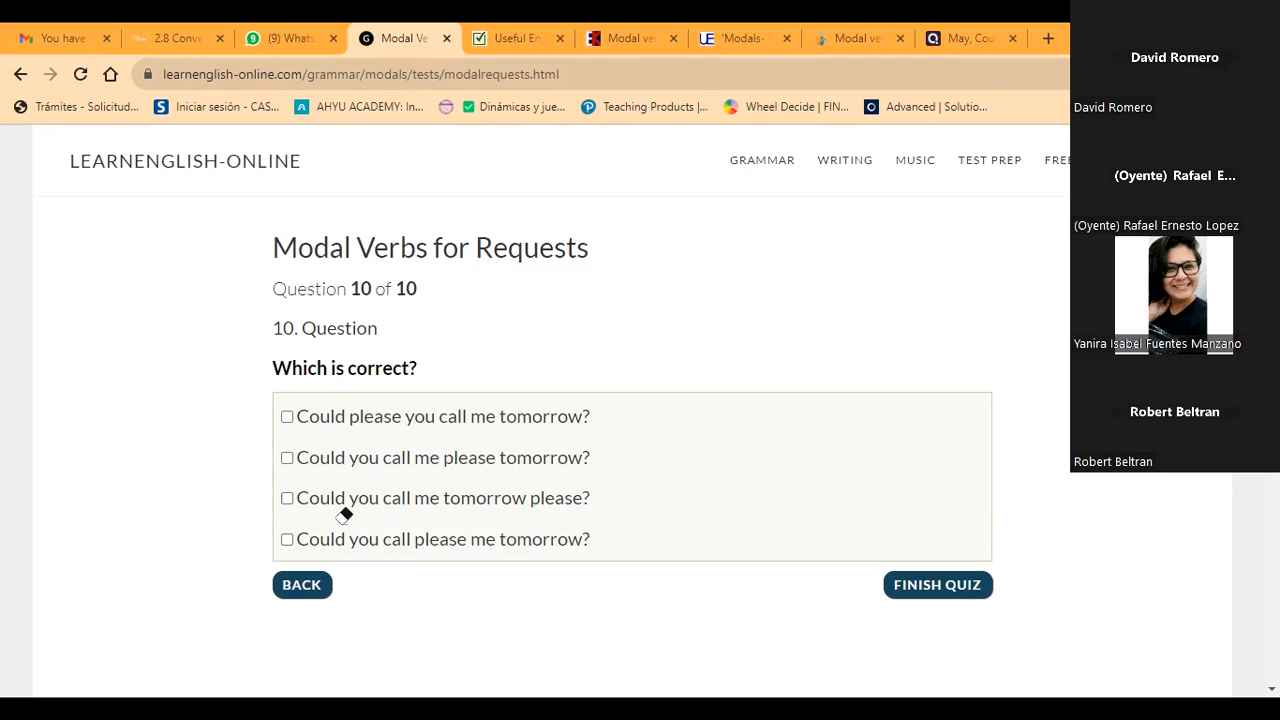 You have
2.8 Conve
(9) Whats
Modal Ve
Useful En
Modal ve
'Modals-
Modal ve
May, Cou
learnenglish-online.com/grammar/modals/tests/modalrequests.html
Trámites - Solicitud...
Iniciar sesión - CAS...
AHYU ACADEMY: In...
Dinámicas y jue...
Teaching Products |...
Wheel Decide | FIN...
Advanced | Solutio...
LEARNENGLISH-ONLINE
GRAMMAR
WRITING
MUSIC
TEST PREP
FREE
Modal Verbs for Requests
Question 10 of 10
10. Question
Which is correct?
Could please you call me tomorrow?
Could you call me please tomorrow?
Could you call me tomorrow please?
Could you call please me tomorrow?
BACK
FINISH QUIZ
David Romero
David Romero
(Oyente) Rafael E...
(Oyente) Rafael Ernesto Lopez
Yanira Isabel Fuentes Manzano
Robert Beltran
Robert Beltran